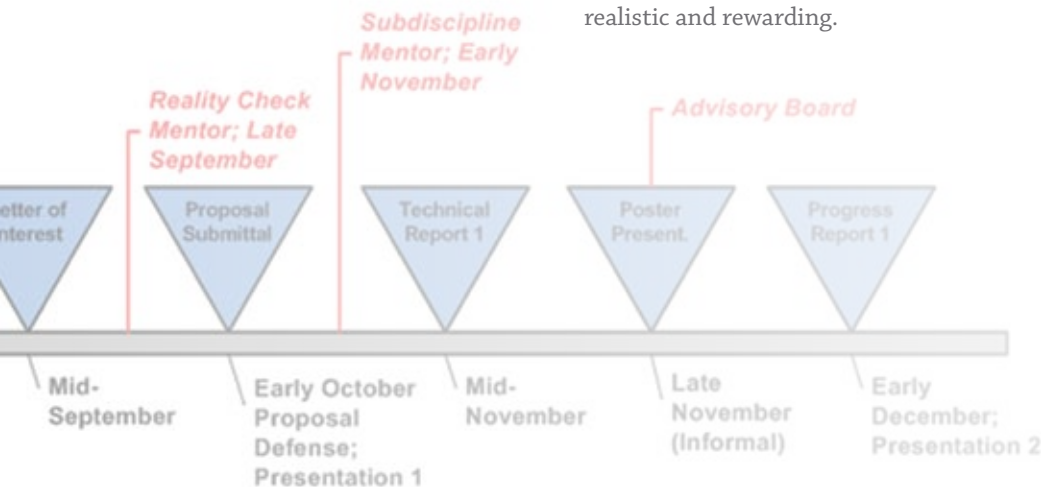 realistic and rewarding.
Subdiscipline
Mentor; Early
November
Reality Check
Mentor; Late
September
Advisory Board
etter of
nterest
Proposal
Submittal
Technical
Report 1
Poster
Present.
Progress
Report 1
Mid-
September
Early October
Proposal
Defense;
Presentation 1
Mid-
November
Late
November
(Informal)
Early
December;
Presentation 2